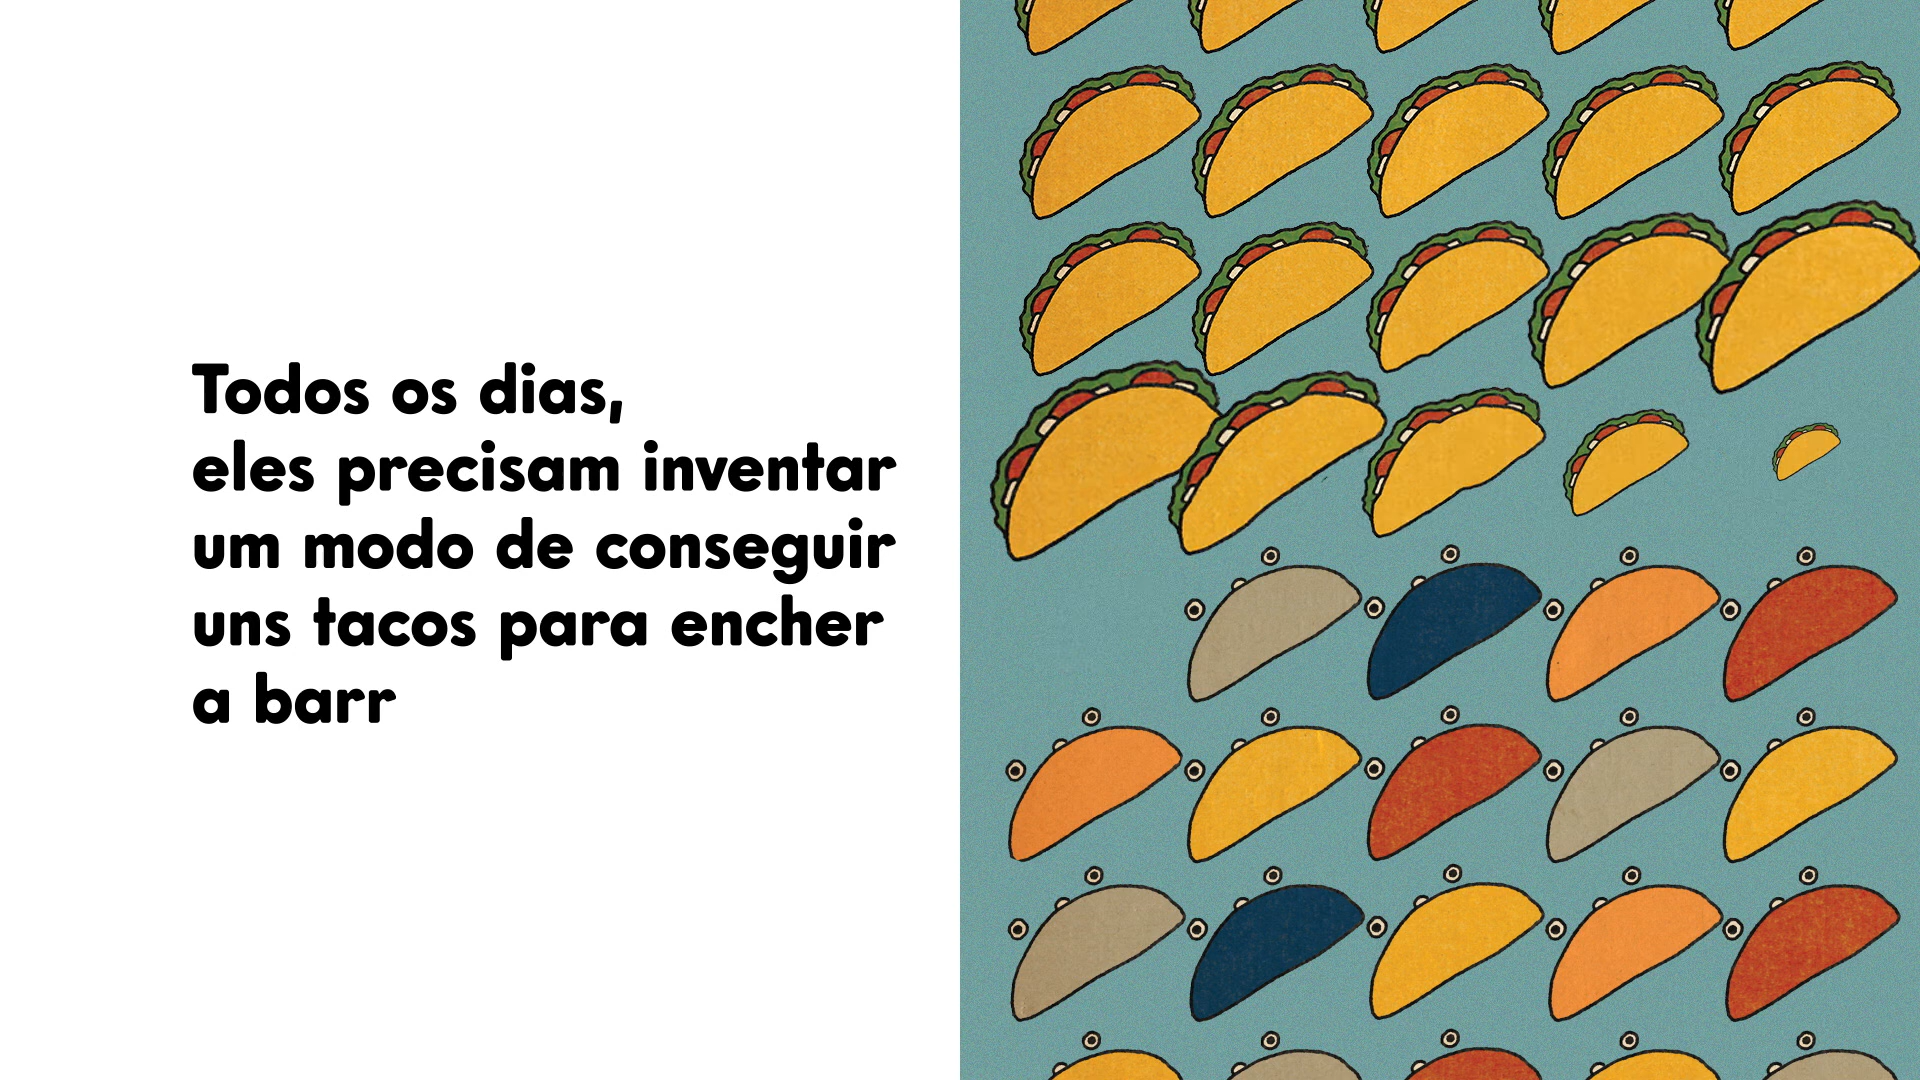 Todos os dias,
eles precisam inventar
um modo de conseguir
uns tacos para encher
a barr